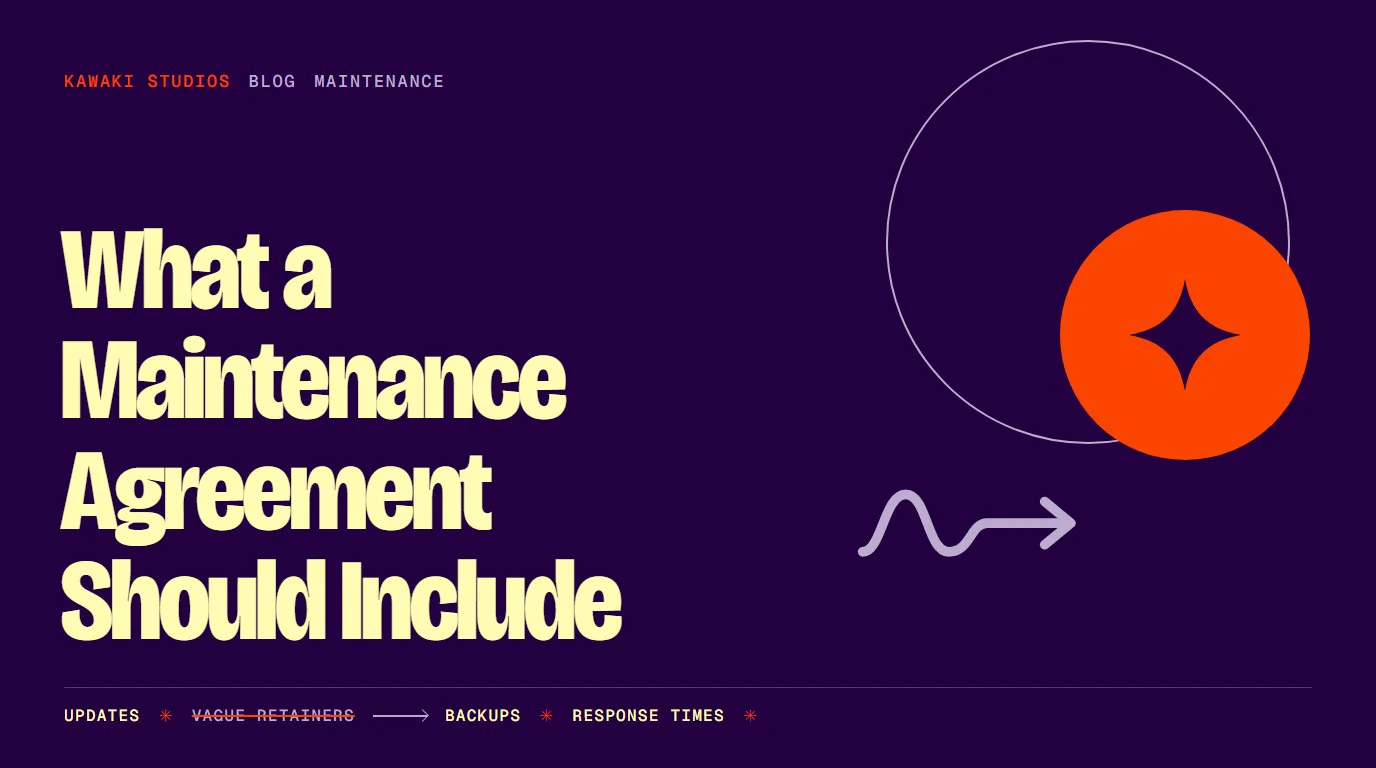 KAWAKI STUDIOS BLOG MAINTENANCE
What a
Maintenance
Agreement
Should Include
UPDATES ✳ VAGUE RETAINERS → BACKUPS ✳ RESPONSE TIMES ✳